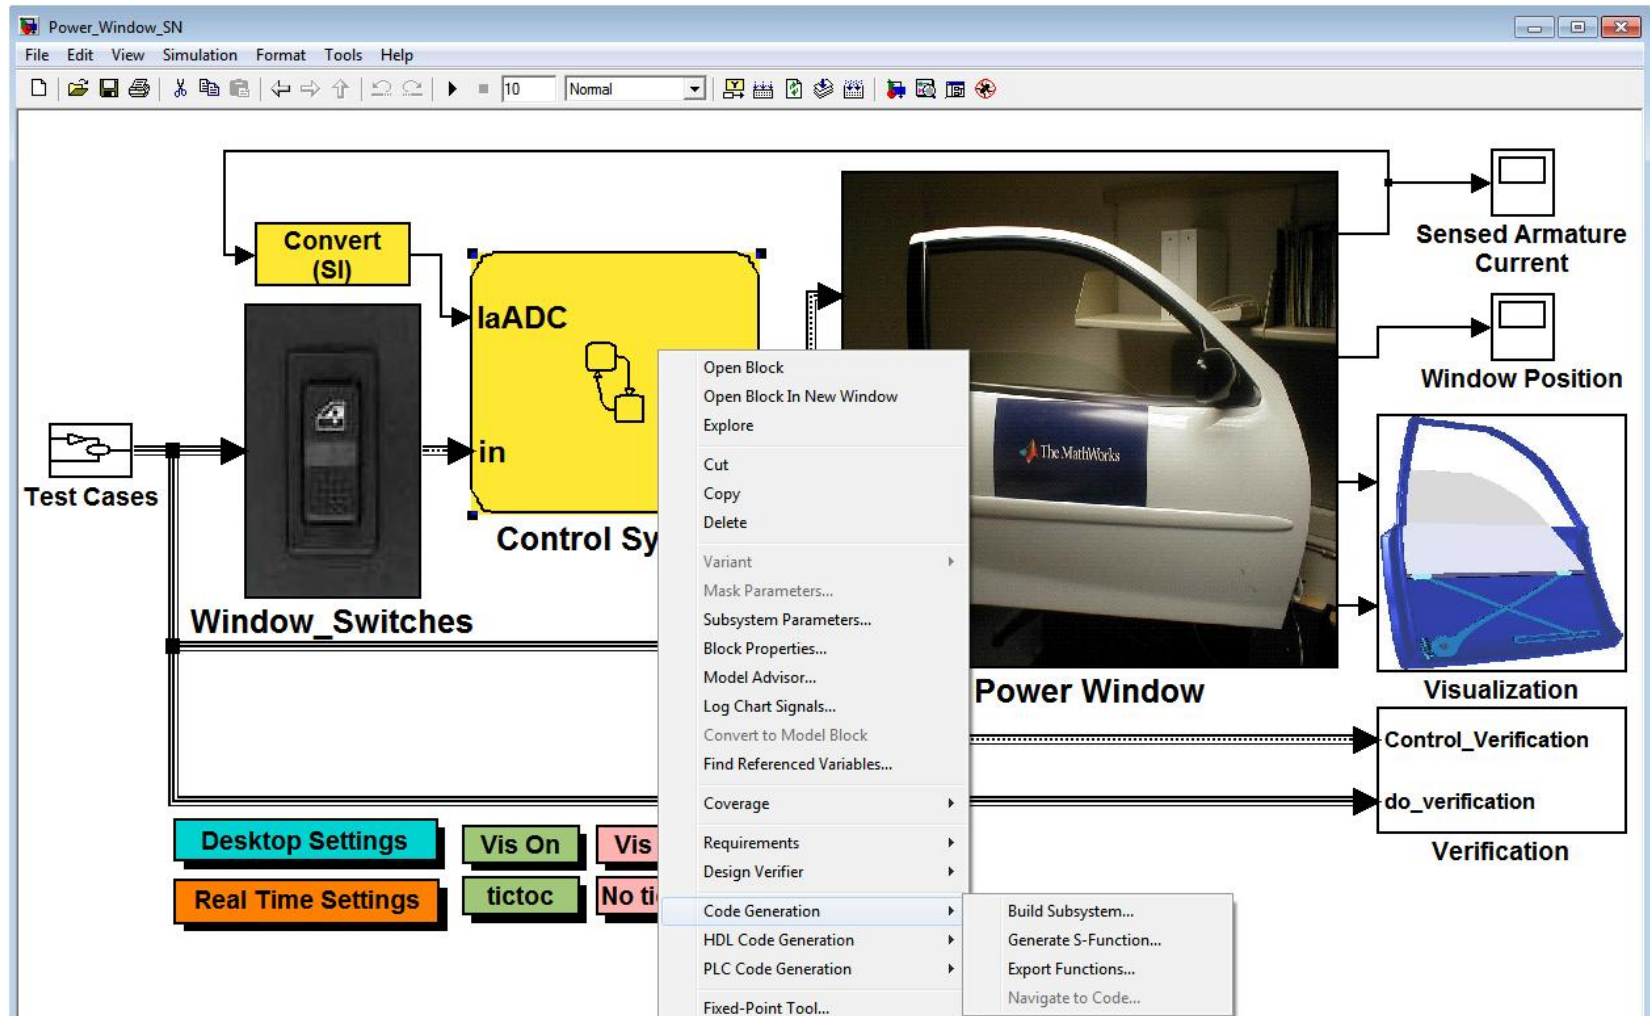 Power_Window_SN
File Edit View Simulation Format Tools Help
10 Normal
Convert
(SI)
IaADC
in
Control Sy
Test Cases
Window_Switches
The MathWorks
Power Window
Sensed Armature
Current
Window Position
Visualization
Control_Verification
do_verification
Verification
Desktop Settings
Real Time Settings
Vis On
Vis
tictoc
No ti
Open Block
Open Block In New Window
Explore
Cut
Copy
Delete
Variant
Mask Parameters...
Subsystem Parameters...
Block Properties...
Model Advisor...
Log Chart Signals...
Convert to Model Block
Find Referenced Variables...
Coverage
Requirements
Design Verifier
Code Generation
HDL Code Generation
PLC Code Generation
Fixed-Point Tool...
Build Subsystem...
Generate S-Function...
Export Functions...
Navigate to Code...